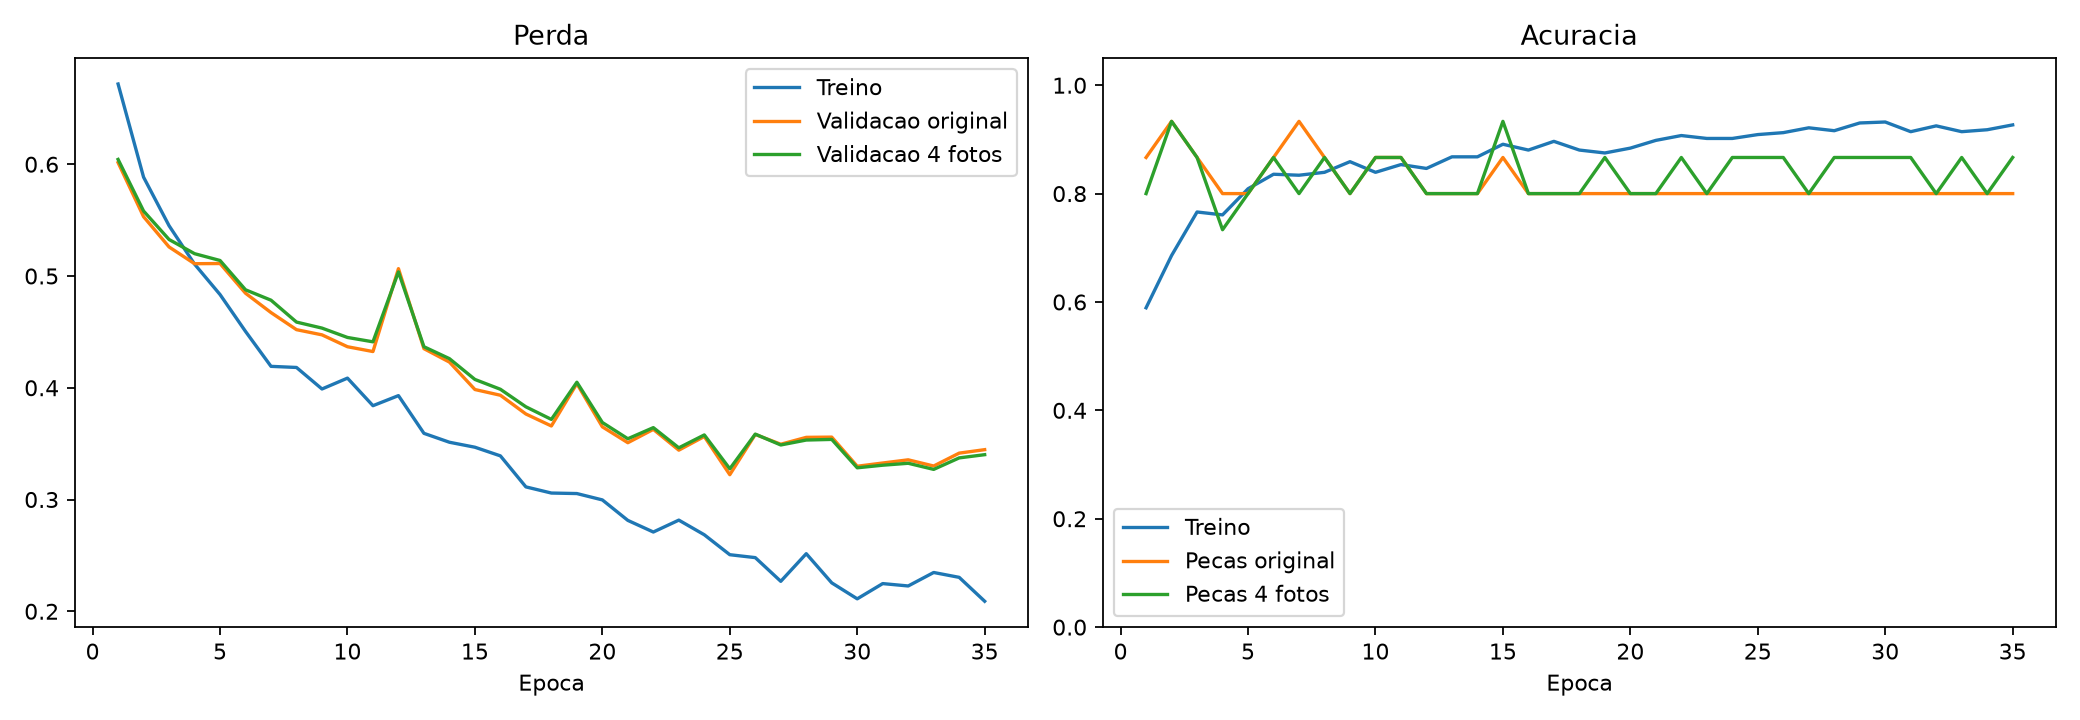 Perda
Treino
Validacao original
Validacao 4 fotos
0.6
0.5
0.4
0.3
0.2
0 5 10 15 20 25 30 35
Epoca
Acuracia
1.0
0.8
0.6
0.4
0.2
0.0
Treino
Pecas original
Pecas 4 fotos
0 5 10 15 20 25 30 35
Epoca